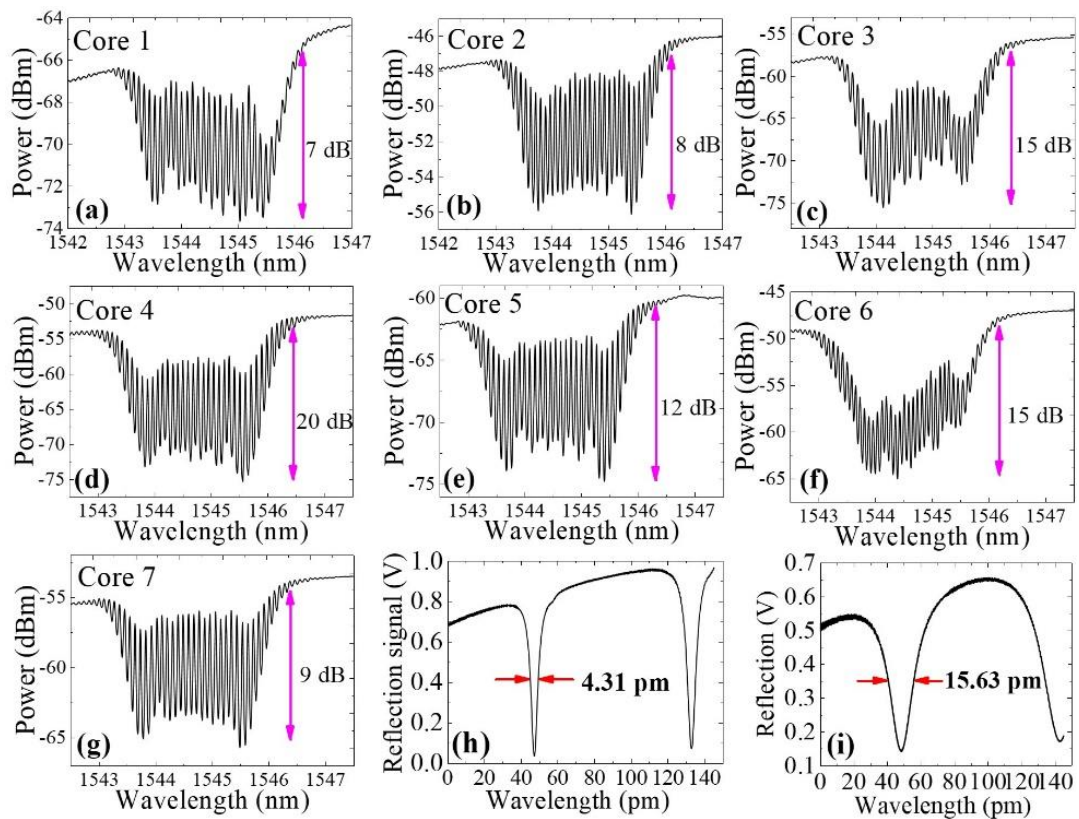 Core 1
Power (dBm)
-64
-66
-68
-70
-72
-74
7 dB
(a)
1542 1543 1544 1545 1546 1547
Wavelength (nm)
Core 2
Power (dBm)
-46
-48
-50
-52
-54
-56
8 dB
(b)
1542 1543 1544 1545 1546 1547
Wavelength (nm)
Core 3
Power (dBm)
-55
-60
-65
-70
-75
15 dB
(c)
1543 1544 1545 1546 1547
Wavelength (nm)
Core 4
Power (dBm)
-50
-55
-60
-65
-70
-75
20 dB
(d)
1543 1544 1545 1546 1547
Wavelength (nm)
Core 5
Power (dBm)
-60
-65
-70
-75
12 dB
(e)
1543 1544 1545 1546 1547
Wavelength (nm)
Core 6
Power (dBm)
-45
-50
-55
-60
-65
15 dB
(f)
1543 1544 1545 1546 1547
Wavelength (nm)
Core 7
Power (dBm)
-55
-60
-65
9 dB
(g)
1543 1544 1545 1546 1547
Wavelength (nm)
Reflection signal (V)
1.0
0.8
0.6
0.4
0.2
0.0
4.31 pm
(h)
0 20 40 60 80 100 120 140
Wavelength (pm)
Reflection (V)
0.7
0.6
0.5
0.4
0.3
0.2
0.1
15.63 pm
(i)
0 20 40 60 80 100 120 140
Wavelength (pm)